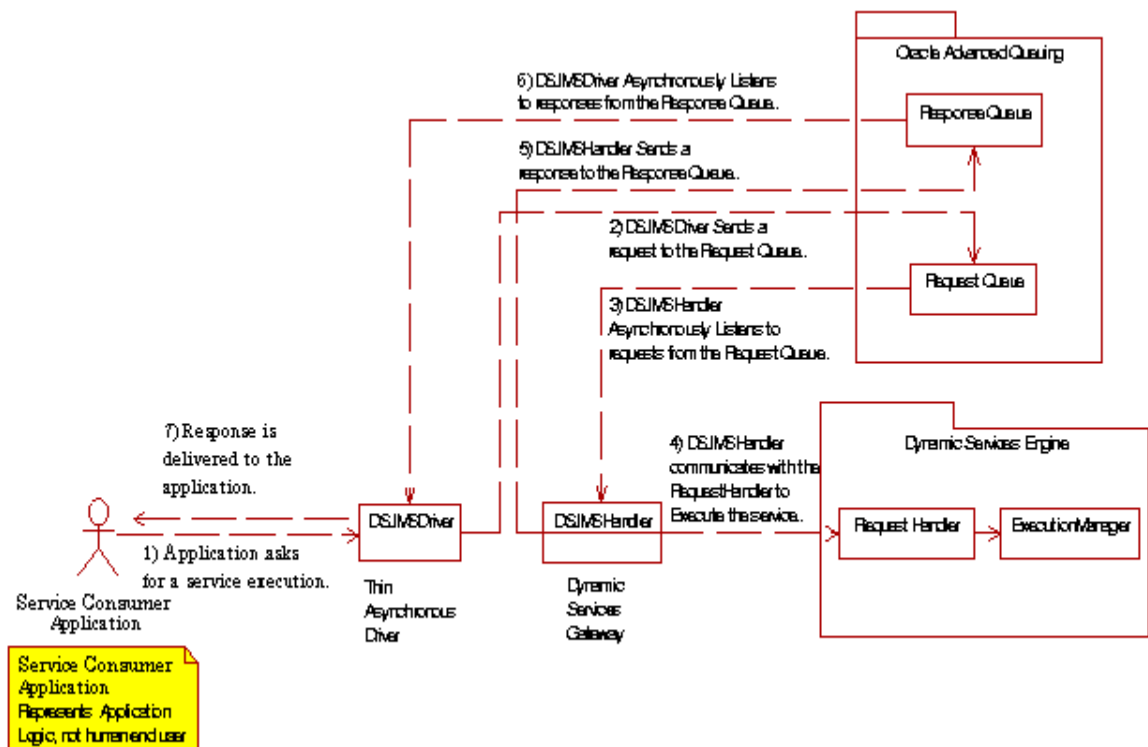 Oracle Advanced Queuing
6) DSJMSDriver Asynchronously Listens
to responses from the Response Queue.
Response Queue
5) DSJMSHandler Sends a
response to the Response Queue.
2) DSJMSDriver Sends a
request to the Request Queue.
Request Queue
3) DSJMSHandler
Asynchronously Listens to
requests from the Request Queue.
7) Response is
delivered to the
application.
4) DSJMSHandler
communicates with the
RequestHandler to
Execute the service.
Dynamic Services Engine
DSJMSDriver
DSJMSHandler
Request Handler
ExecutionManager
1) Application asks
for a service execution.
Thin
Asynchronous
Driver
Dynamic
Services
Gateway
Service Consumer
Application
Service Consumer
Application
Represents Application
Logic, not human end user